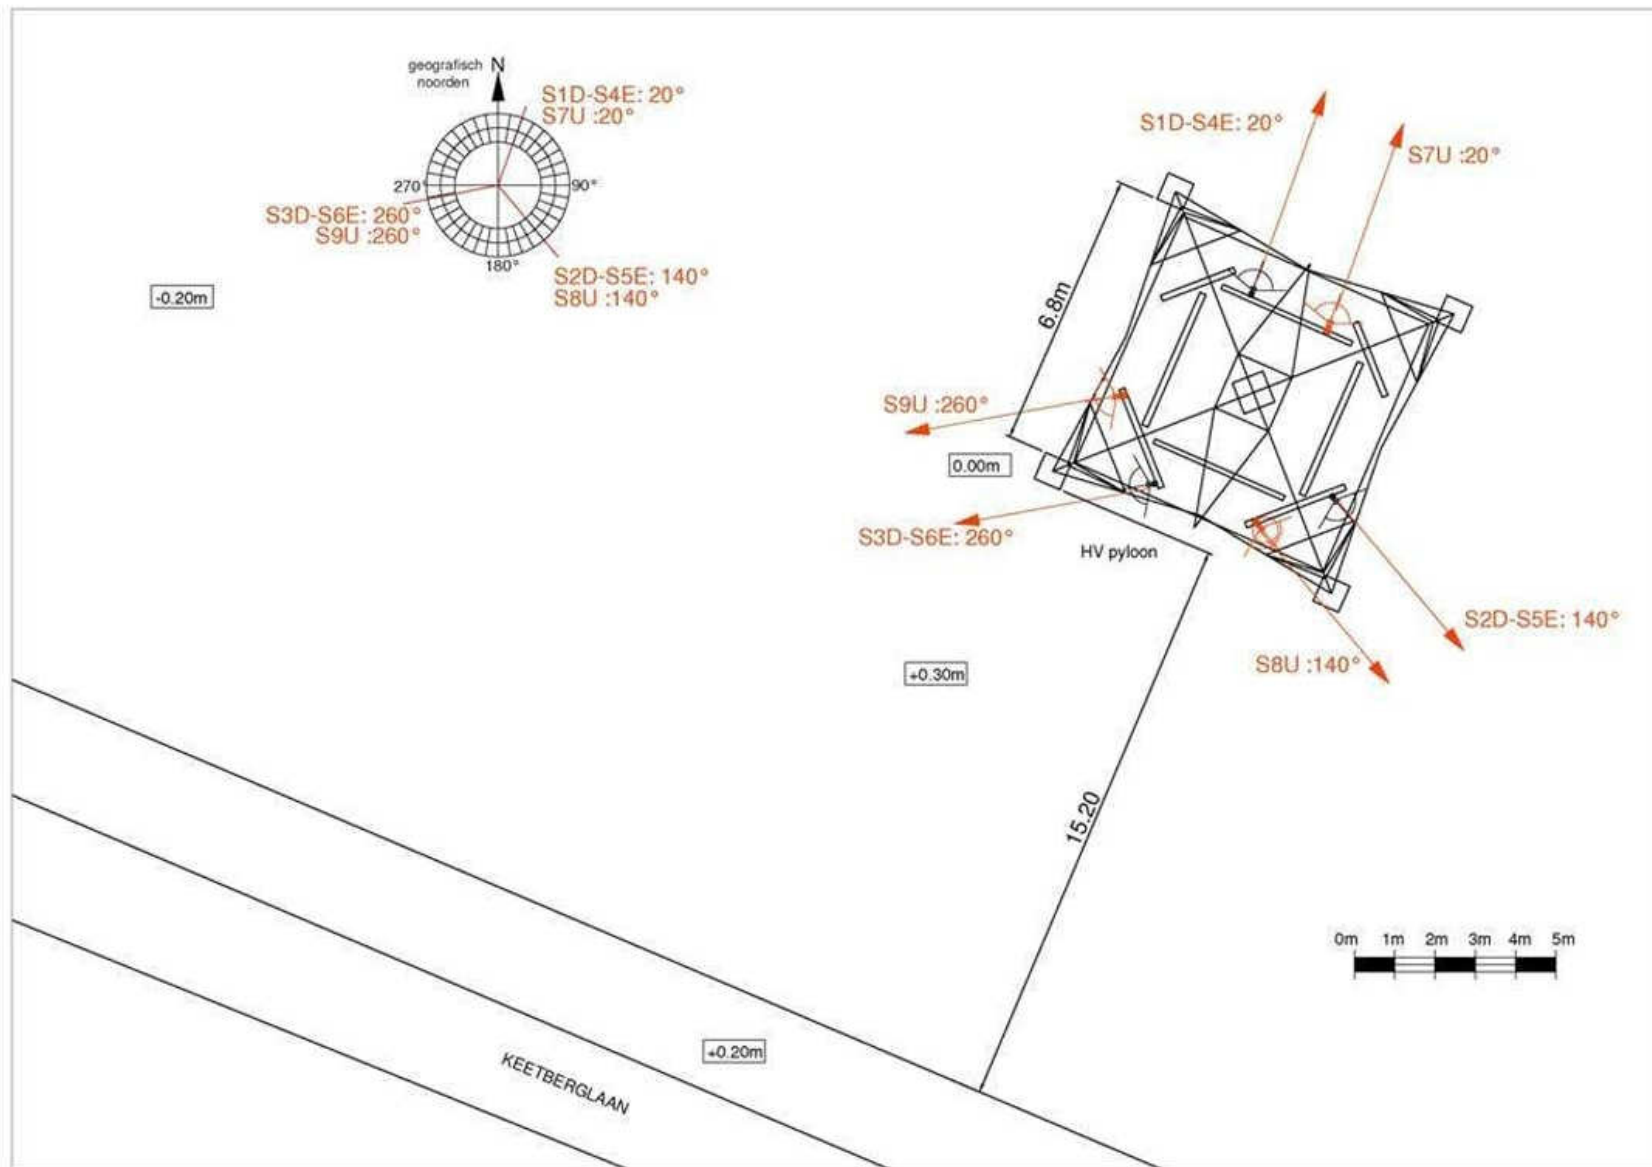 geografisch N
noorden
S1D-S4E: 20°
S7U :20°
270°
90°
S3D-S6E: 260°
S9U :260°
180°
S2D-S5E: 140°
S8U :140°
-0.20m
S1D-S4E: 20°
S7U :20°
6.8m
S9U :260°
0.00m
S3D-S6E: 260°
HV pyloon
S2D-S5E: 140°
S8U :140°
+0.30m
15.20
0m 1m 2m 3m 4m 5m
+0.20m
KEETBERGLAAN